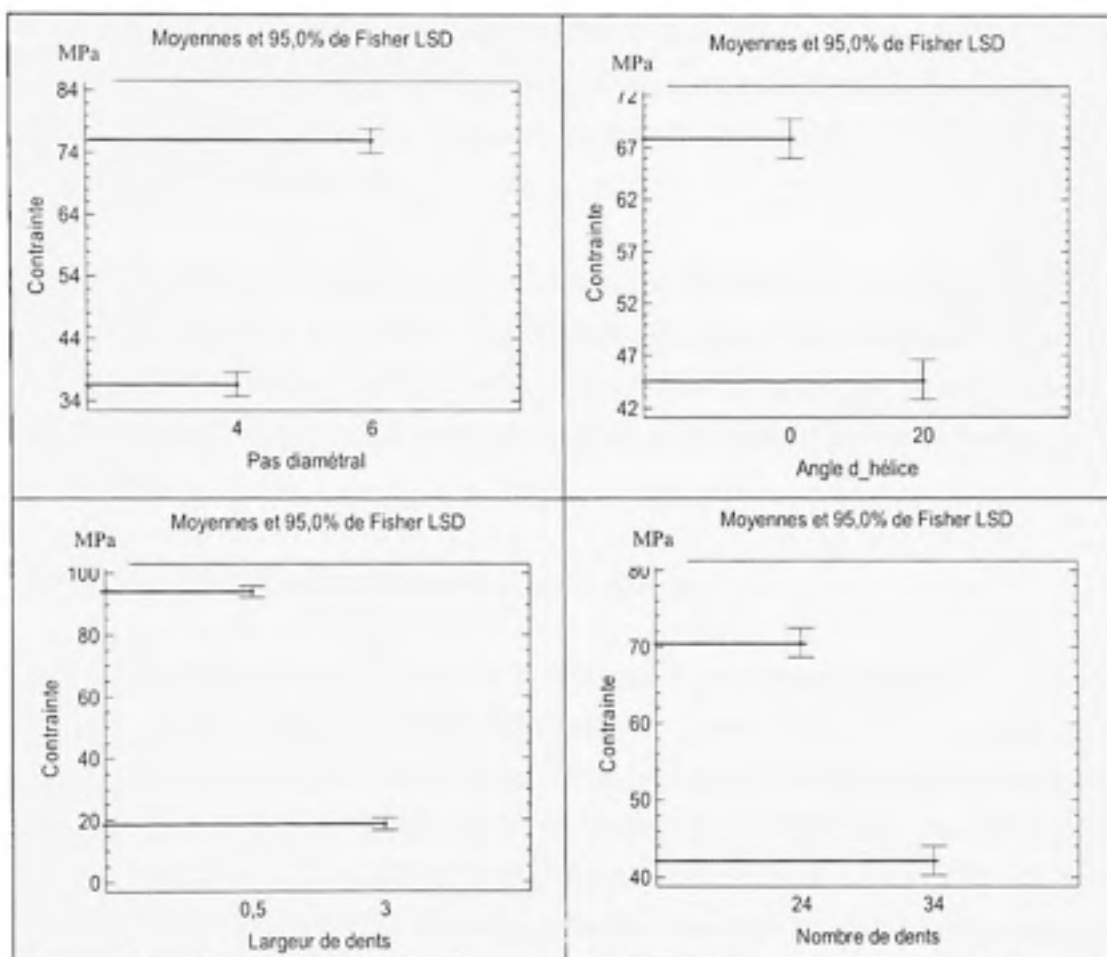 Moyennes et 95,0% de Fisher LSD
MPa
Contrainte
84
74
64
54
44
34
4 6
Pas diamétral
Moyennes et 95,0% de Fisher LSD
MPa
Contrainte
72
67
62
57
52
47
42
0 20
Angle d_hélice
Moyennes et 95,0% de Fisher LSD
MPa
Contrainte
100
80
60
40
20
0
0,5 3
Largeur de dents
Moyennes et 95,0% de Fisher LSD
MPa
Contrainte
80
70
60
50
40
24 34
Nombre de dents